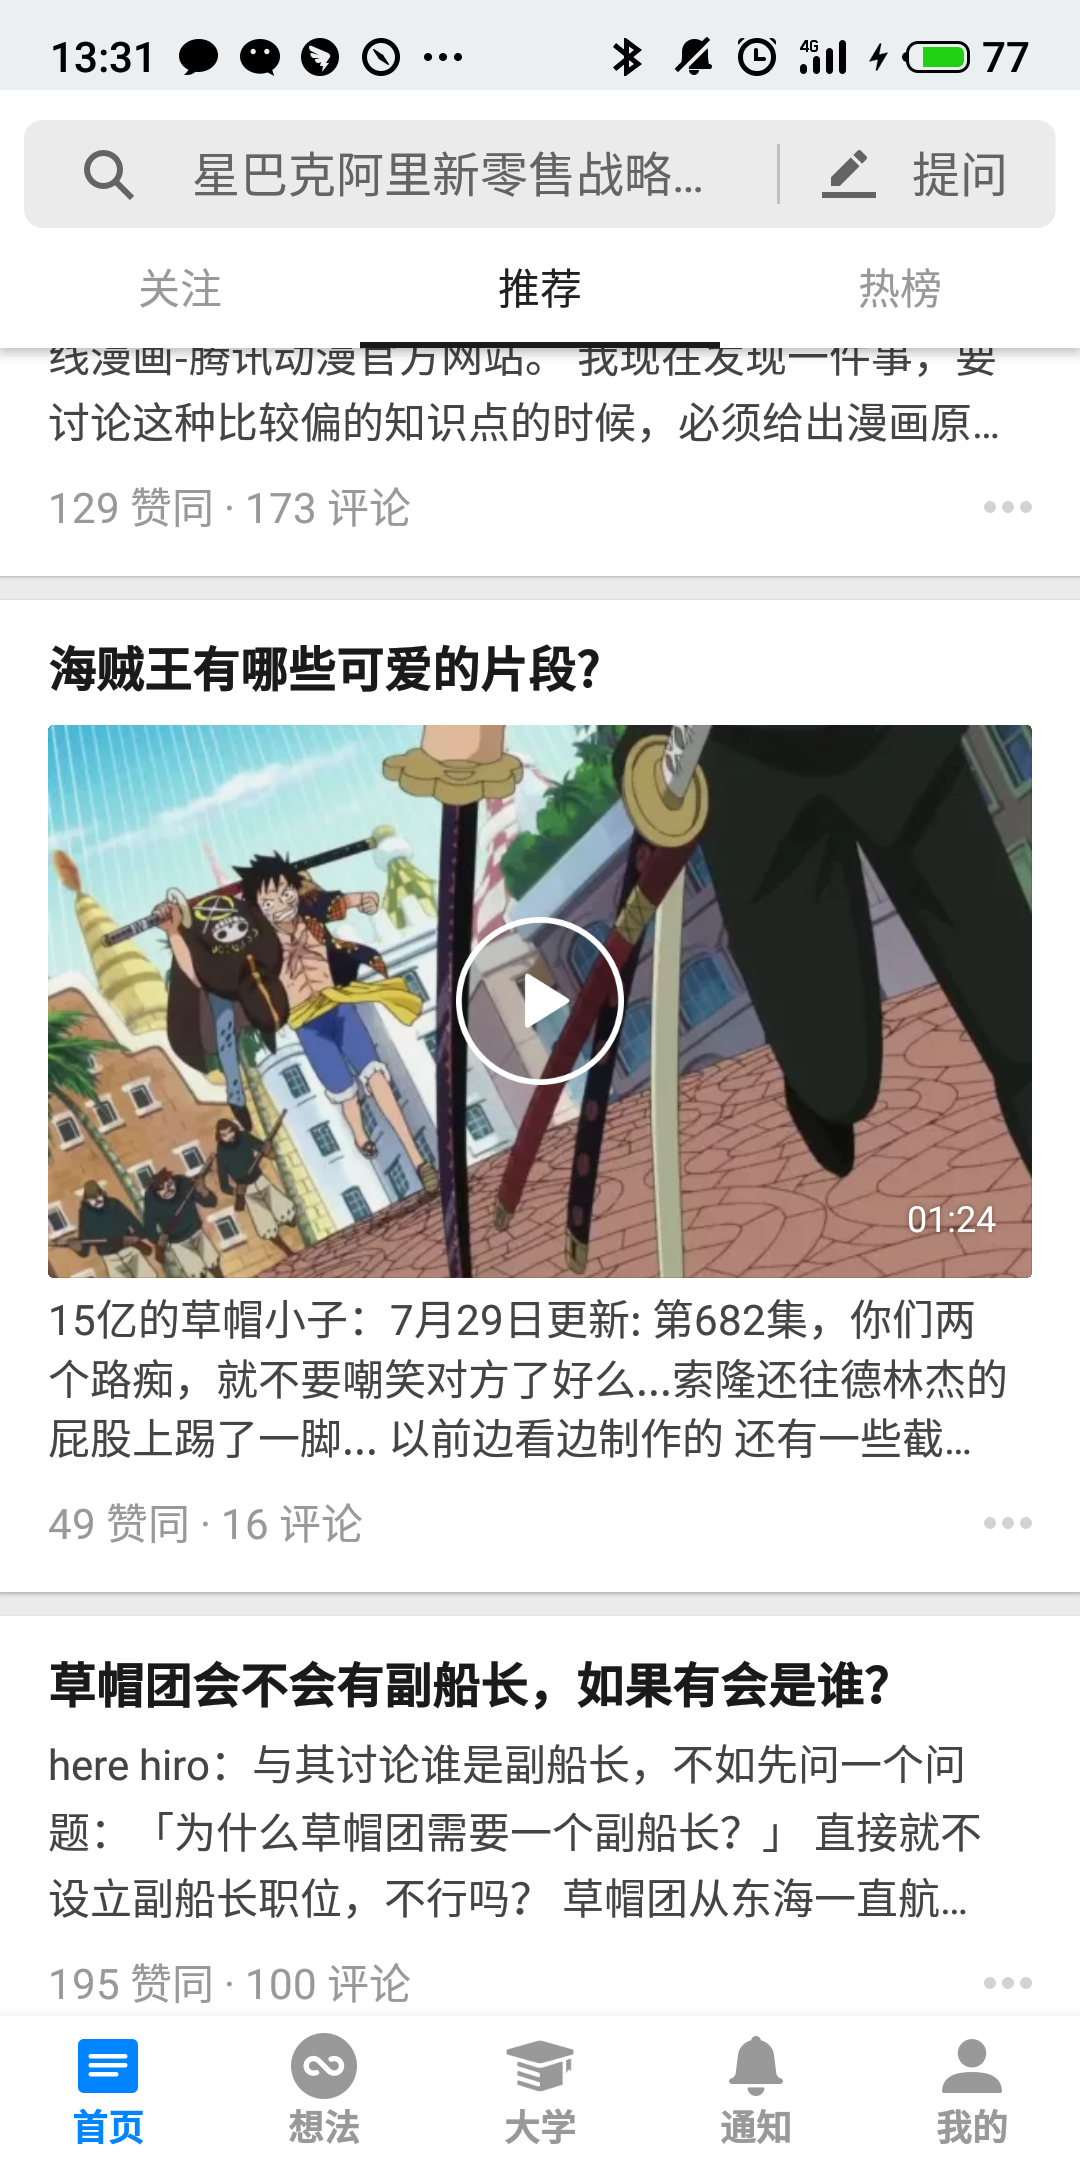 13:31
4G
77
星巴克阿里新零售战略...
提问
关注
推荐
热榜
线漫画-腾讯动漫官方网站。 我现在发现一件事，要
讨论这种比较偏的知识点的时候，必须给出漫画原...
129 赞同 · 173 评论
海贼王有哪些可爱的片段?
01:24
15亿的草帽小子：7月29日更新: 第682集，你们两
个路痴，就不要嘲笑对方了好么...索隆还往德林杰的
屁股上踢了一脚... 以前边看边制作的 还有一些截...
49 赞同 · 16 评论
草帽团会不会有副船长，如果有会是谁？
here hiro：与其讨论谁是副船长，不如先问一个问
题：「为什么草帽团需要一个副船长？」 直接就不
设立副船长职位，不行吗？ 草帽团从东海一直航...
195 赞同 · 100 评论
首页
想法
大学
通知
我的